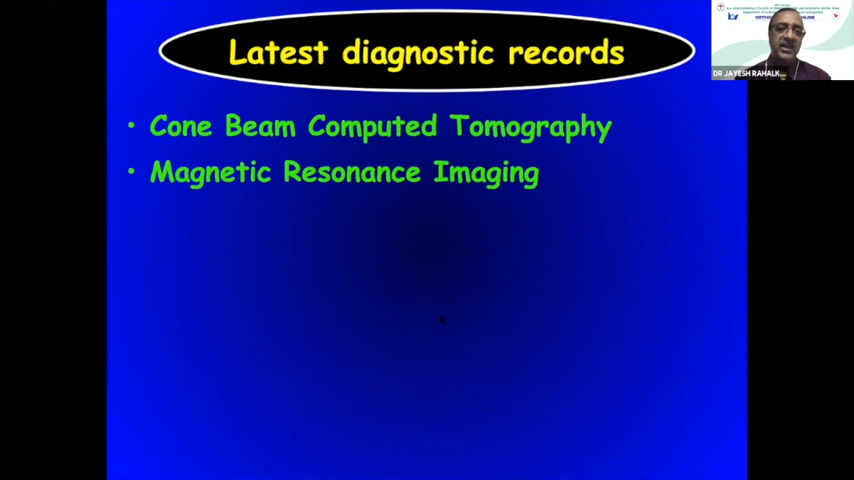 Latest diagnostic records
• Cone Beam Computed Tomography
• Magnetic Resonance Imaging
DR JAYESH RAHALK...